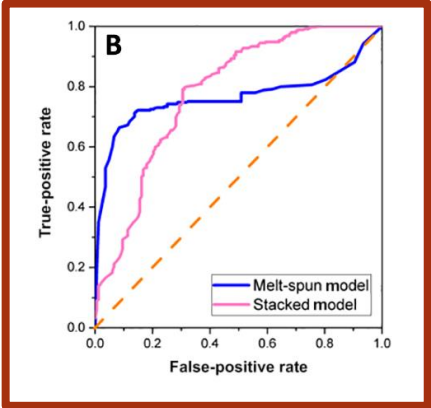 B
1.0
0.8
0.6
0.4
0.2
0.0
True-positive rate
Melt-spun model
Stacked model
0.0 0.2 0.4 0.6 0.8 1.0
False-positive rate